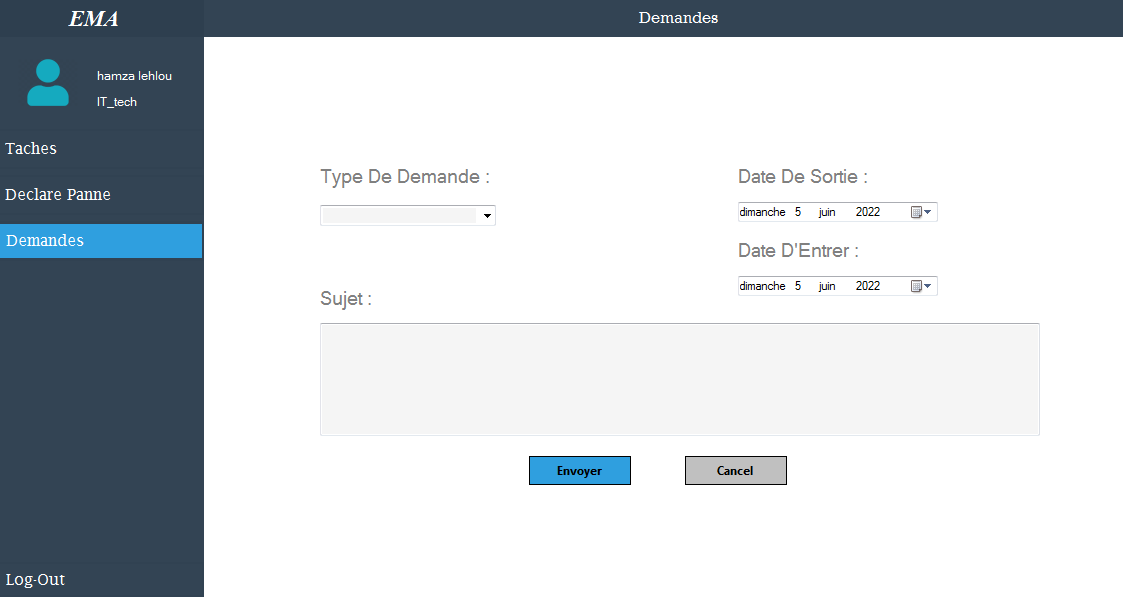 EMA
Demandes
hamza lehlou
IT_tech
Taches
Declare Panne
Demandes
Log-Out
Type De Demande :
Date De Sortie :
dimanche 5 juin 2022
Date D'Entrer :
dimanche 5 juin 2022
Sujet :
Envoyer
Cancel